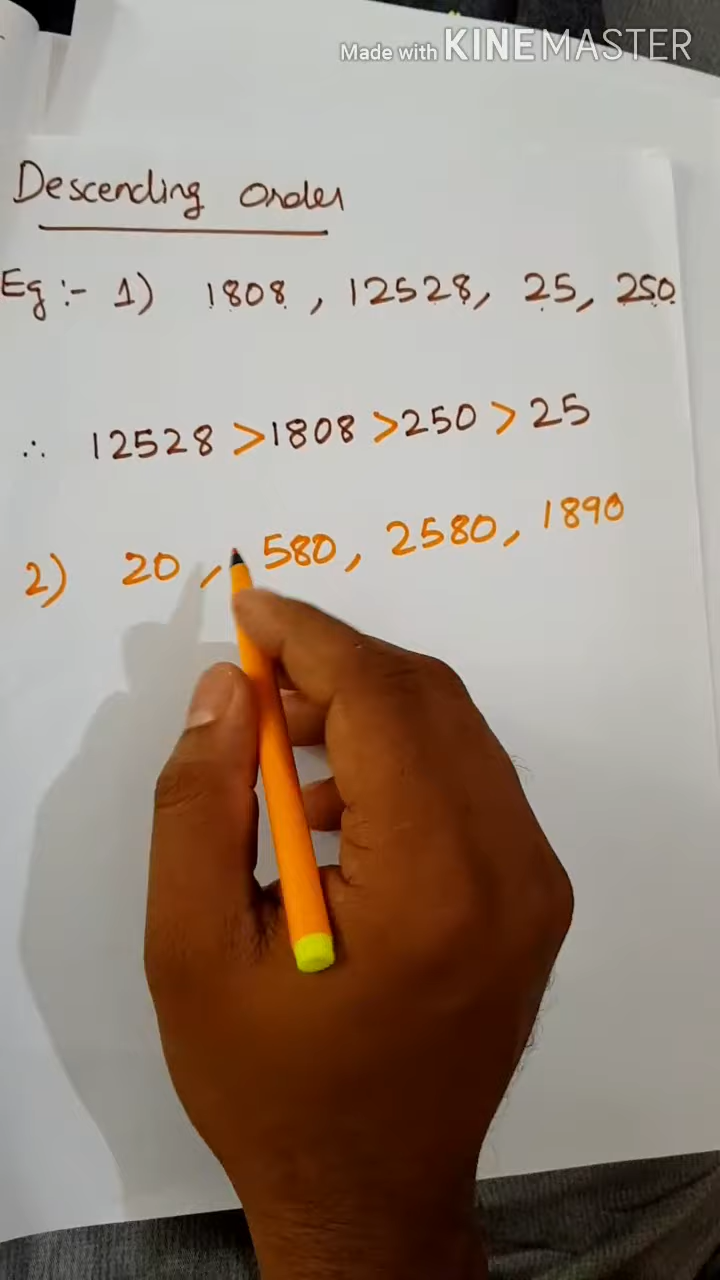 Made with KINEMASTER
Descending Order
Eg :- 1) 1808 , 12528, 25, 250
∴ 12528 > 1808 > 250 > 25
2) 20 , 580, 2580, 1890